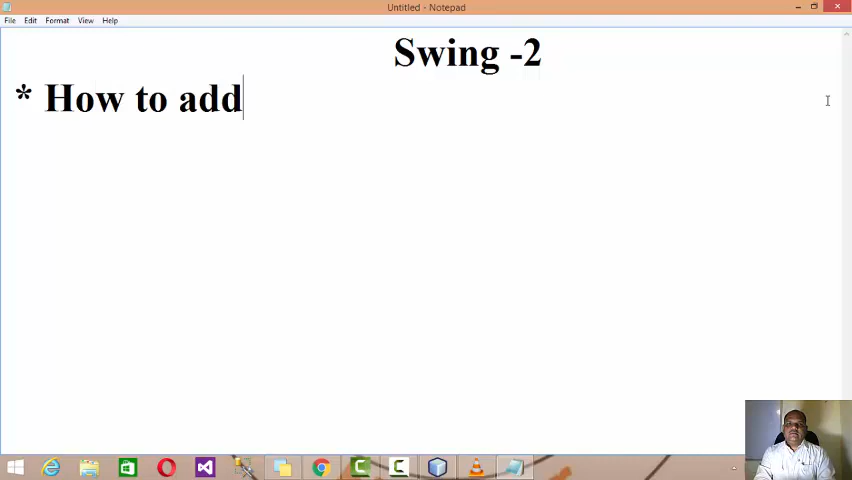 Untitled - Notepad
File Edit Format View Help
Swing -2
* How to add